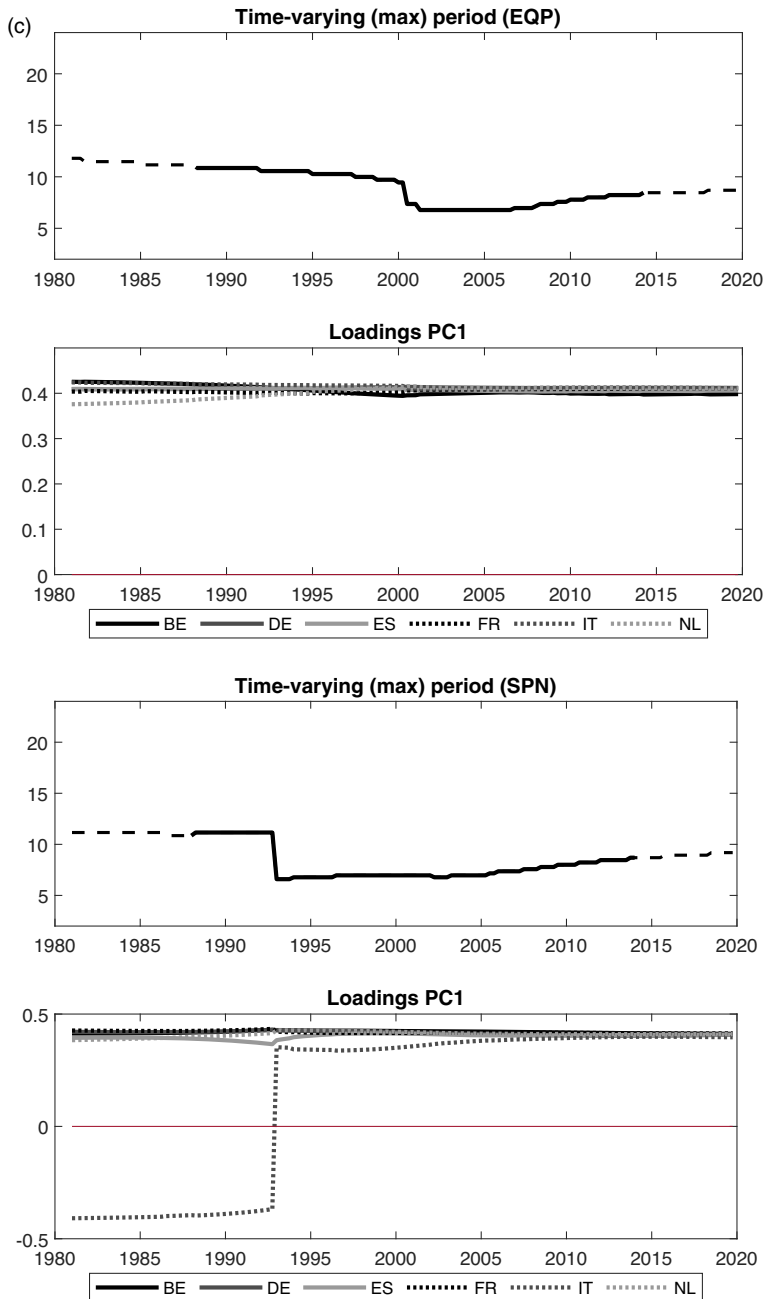 (c)
Time-varying (max) period (EQP)
20
15
10
5
1980 1985 1990 1995 2000 2005 2010 2015 2020
Loadings PC1
0.4
0.3
0.2
0.1
0
1980 1985 1990 1995 2000 2005 2010 2015 2020
BE DE ES FR IT NL
Time-varying (max) period (SPN)
20
15
10
5
1980 1985 1990 1995 2000 2005 2010 2015 2020
Loadings PC1
0.5
0
-0.5
1980 1985 1990 1995 2000 2005 2010 2015 2020
BE DE ES FR IT NL